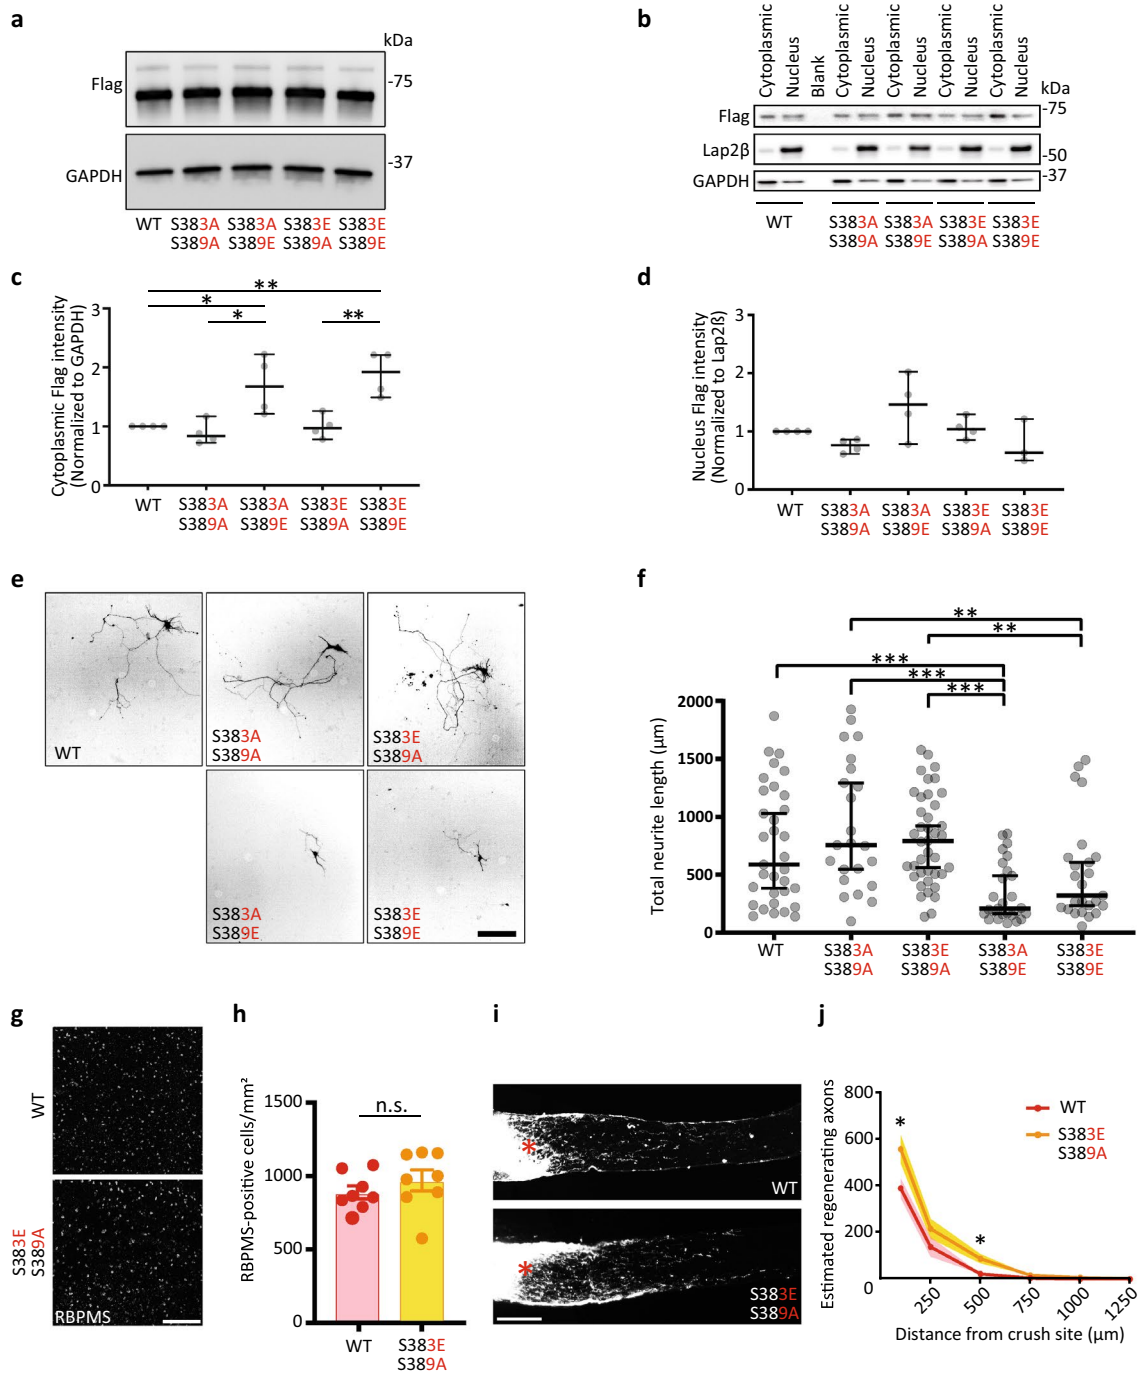 a
kDa
Flag
-75
GAPDH
-37
WT S383A S383A S383E S383E
S389A S389E S389A S389E
b
Cytoplasmic Nucleus Blank Cytoplasmic Nucleus Cytoplasmic Nucleus Cytoplasmic Nucleus Cytoplasmic Nucleus
kDa
Flag
-75
Lap2β
-50
GAPDH
-37
WT S383A S383A S383E S383E
S389A S389E S389A S389E
c
Cytoplasmic Flag intensity
(Normalized to GAPDH)
3
2
1
0
**
*
*
**
WT S383A S383A S383E S383E
S389A S389E S389A S389E
d
Nucleus Flag intensity
(Normalized to Lap2ß)
3
2
1
0
WT S383A S383A S383E S383E
S389A S389E S389A S389E
e
WT
S383A
S389A
S383E
S389A
S383A
S389E
S383E
S389E
f
Total neurite length (μm)
2000
1500
1000
500
0
**
**
***
***
***
WT S383A S383E S383A S383E
S389A S389A S389E S389E
g
WT
S383E
S389A
RBPMS
h
RBPMS-positive cells/mm²
1500
1000
500
0
n.s.
WT S383E
S389A
i
*
WT
*
S383E
S389A
j
Estimated regenerating axons
800
600
400
200
0
*
*
WT
S383E
S389A
250 500 750 1000 1250
Distance from crush site (μm)